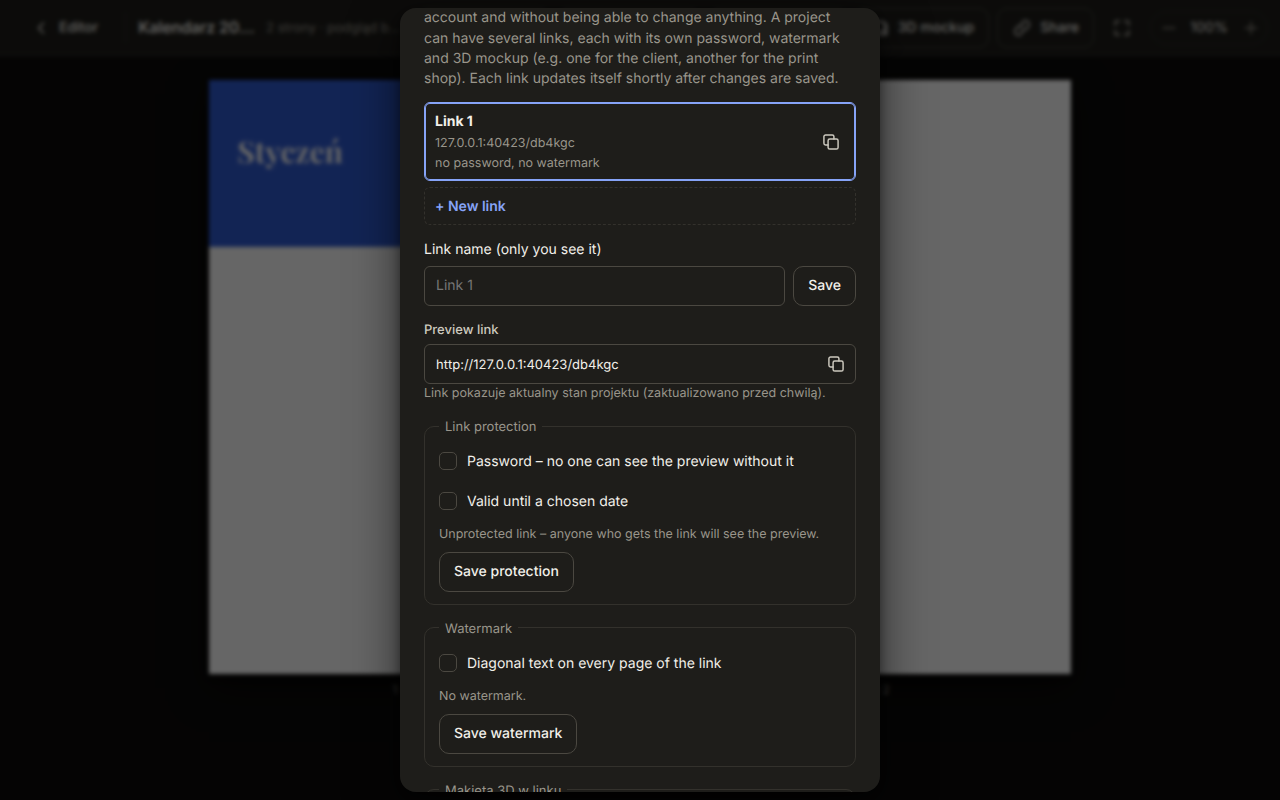 Editor
Kalendarz 20...
3D mockup
Share
100%
account and without being able to change anything. A project
can have several links, each with its own password, watermark
and 3D mockup (e.g. one for the client, another for the print
shop). Each link updates itself shortly after changes are saved.
Styczeń
Link 1
127.0.0.1:40423/db4kgc
no password, no watermark
+ New link
Link name (only you see it)
Link 1
Save
Preview link
http://127.0.0.1:40423/db4kgc
Link pokazuje aktualny stan projektu (zaktualizowano przed chwilą).
Link protection
Password – no one can see the preview without it
Valid until a chosen date
Unprotected link – anyone who gets the link will see the preview.
Save protection
Watermark
Diagonal text on every page of the link
No watermark.
Save watermark
Makieta 3D w linku